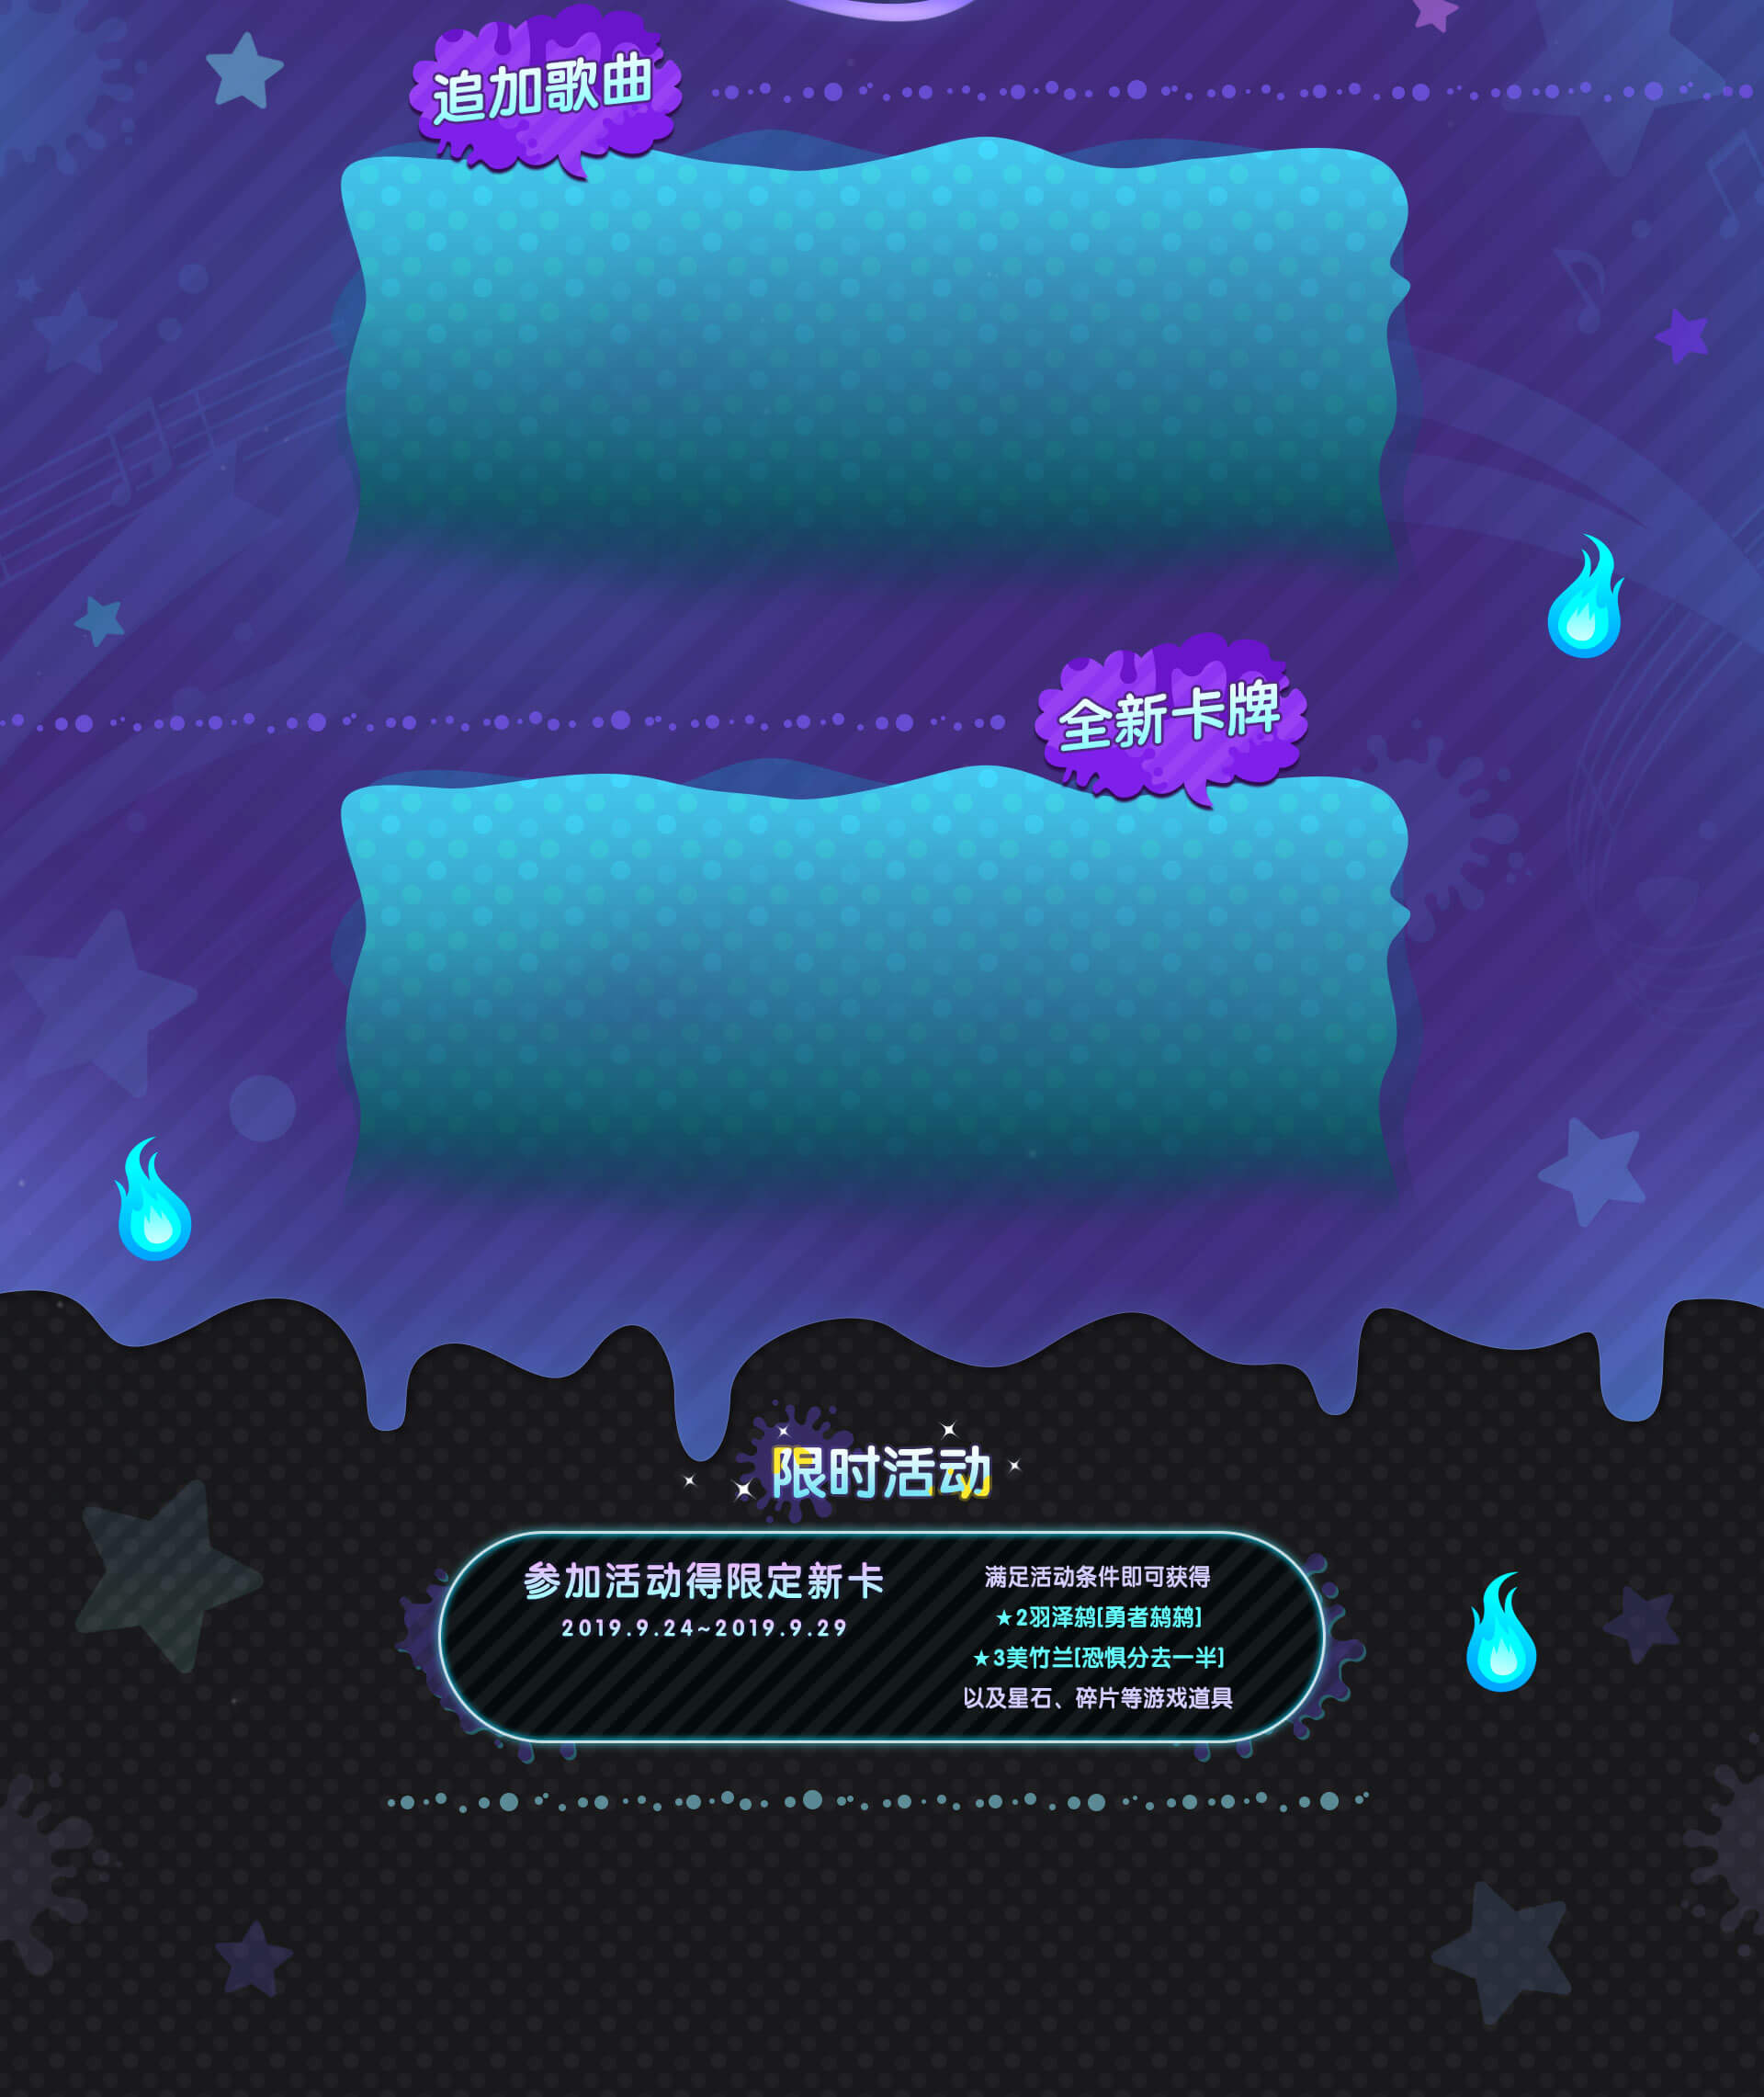 追加歌曲
全新卡牌
限时活动
参加活动得限定新卡
2019.9.24~2019.9.29
满足活动条件即可获得
★2羽泽鸫[勇者鸫鸫]
★3美竹兰[恐惧分去一半]
以及星石、碎片等游戏道具